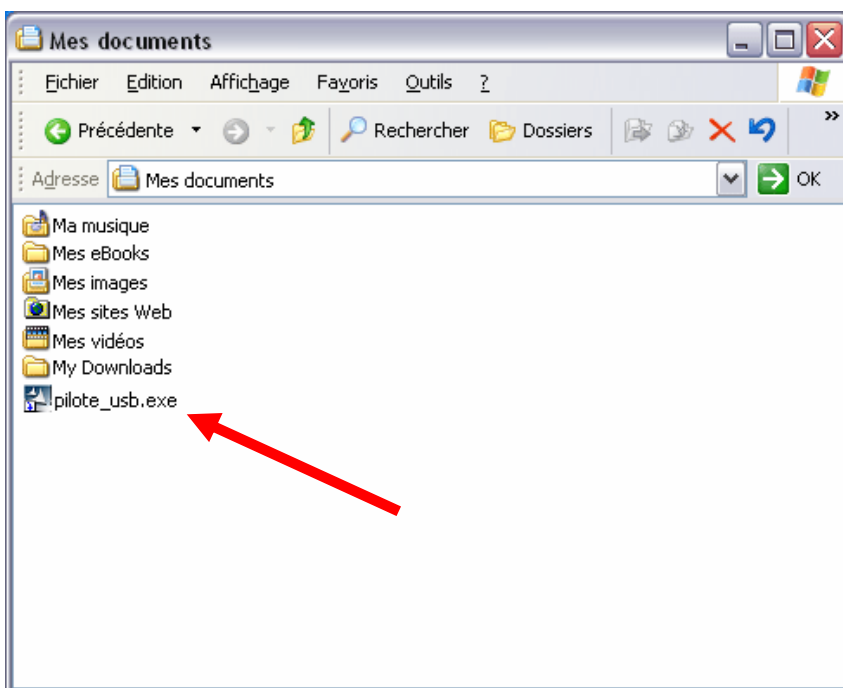 Mes documents
Fichier Edition Affichage Favoris Outils ?
Précédente Rechercher Dossiers »
Adresse Mes documents OK
Ma musique
Mes eBooks
Mes images
Mes sites Web
Mes vidéos
My Downloads
pilote_usb.exe